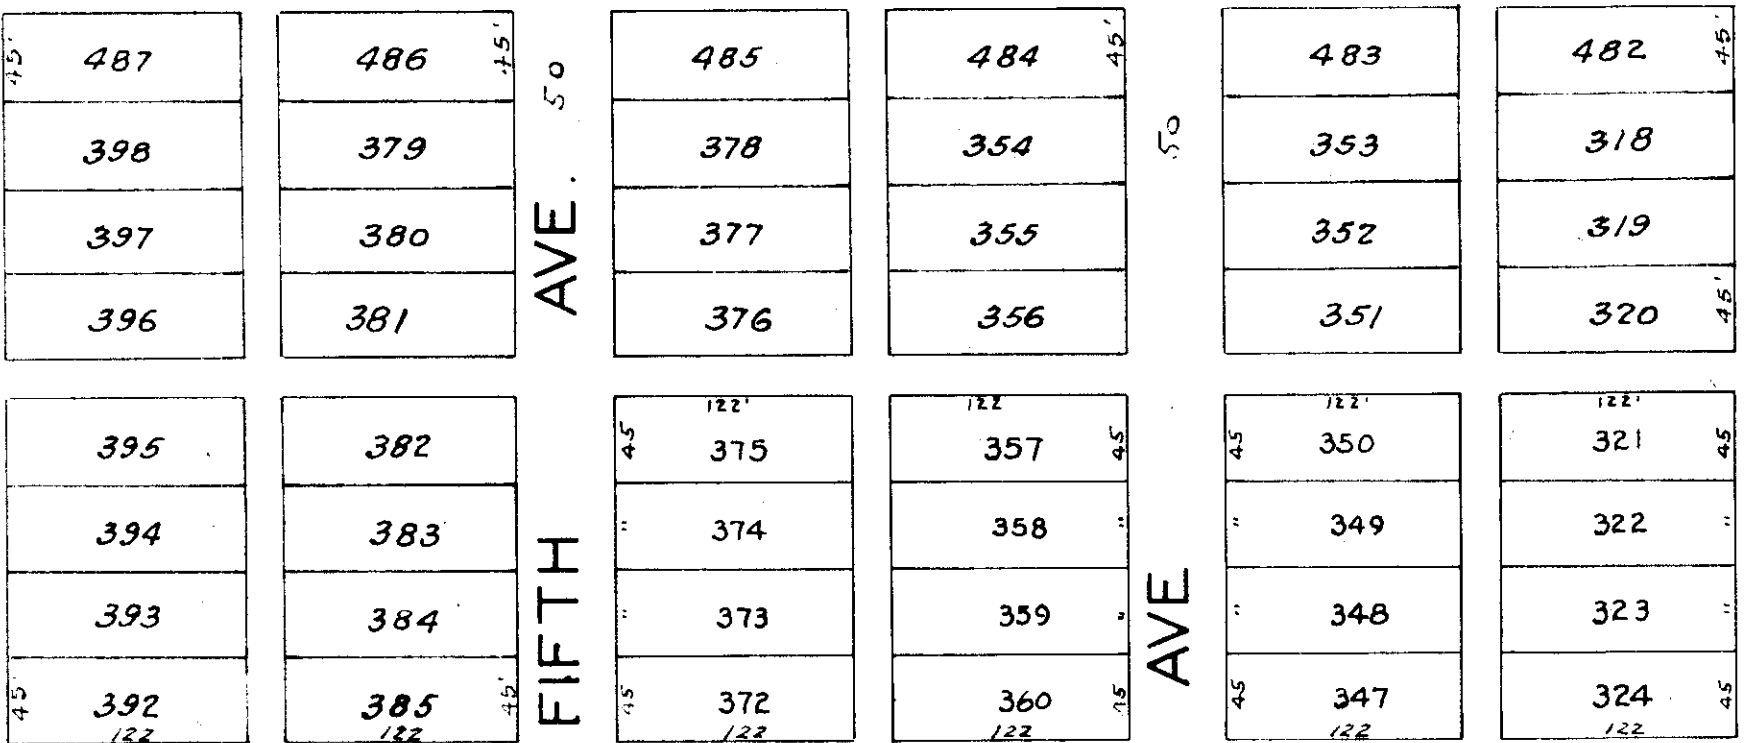 45' 487 486 45' 50 485 484 45' 483 482 45'
398 379 378 354 50 353 318
397 380 AVE. 377 355 352 319
396 381 376 356 351 320 45'
122' 122 122' 122'
395 382 45 375 357 45 45 350 321 45
394 383 " 374 358 " " 349 322 "
393 384 FIFTH " 373 359 " AVE " 348 323 "
45' 392 385 45' 45 372 360 45 45 347 324 45
122 122 122 122 122 122